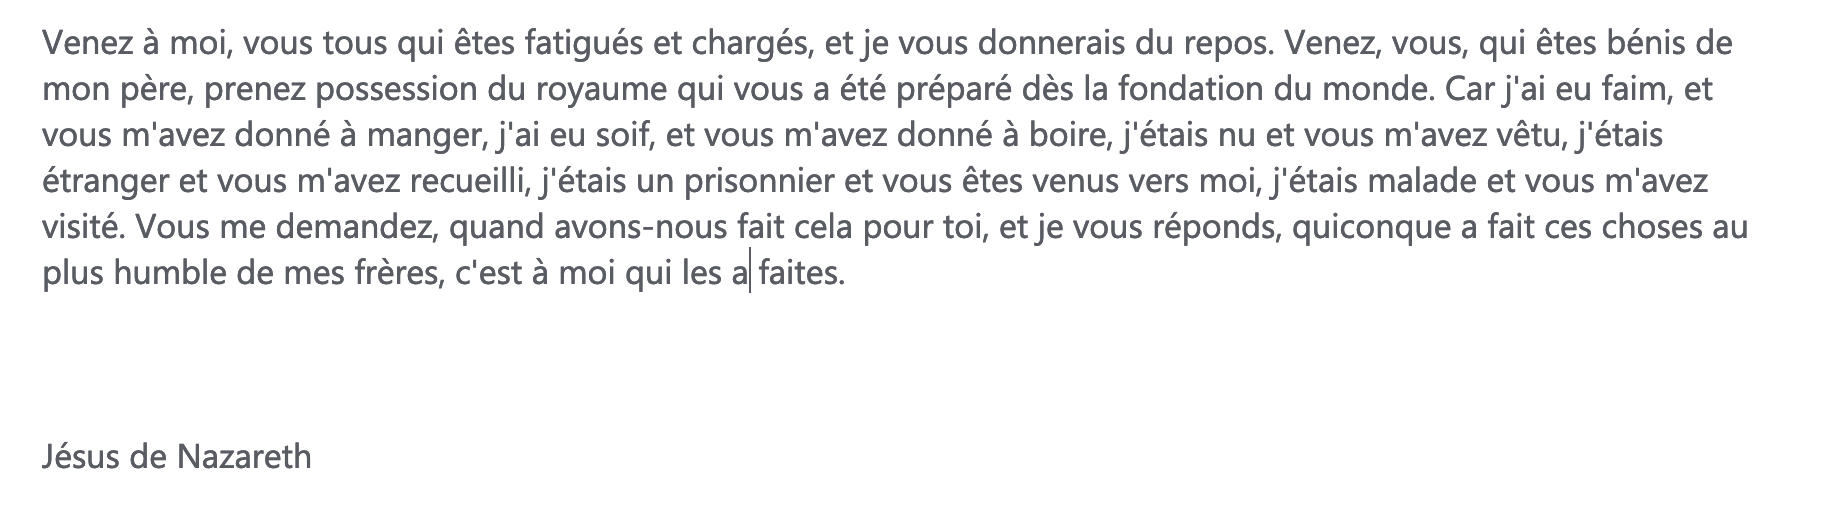 Venez à moi, vous tous qui êtes fatigués et chargés, et je vous donnerais du repos. Venez, vous, qui êtes bénis de
mon père, prenez possession du royaume qui vous a été préparé dès la fondation du monde. Car j'ai eu faim, et
vous m'avez donné à manger, j'ai eu soif, et vous m'avez donné à boire, j'étais nu et vous m'avez vêtu, j'étais
étranger et vous m'avez recueilli, j'étais un prisonnier et vous êtes venus vers moi, j'étais malade et vous m'avez
visité. Vous me demandez, quand avons-nous fait cela pour toi, et je vous réponds, quiconque a fait ces choses au
plus humble de mes frères, c'est à moi qui les a faites.
Jésus de Nazareth